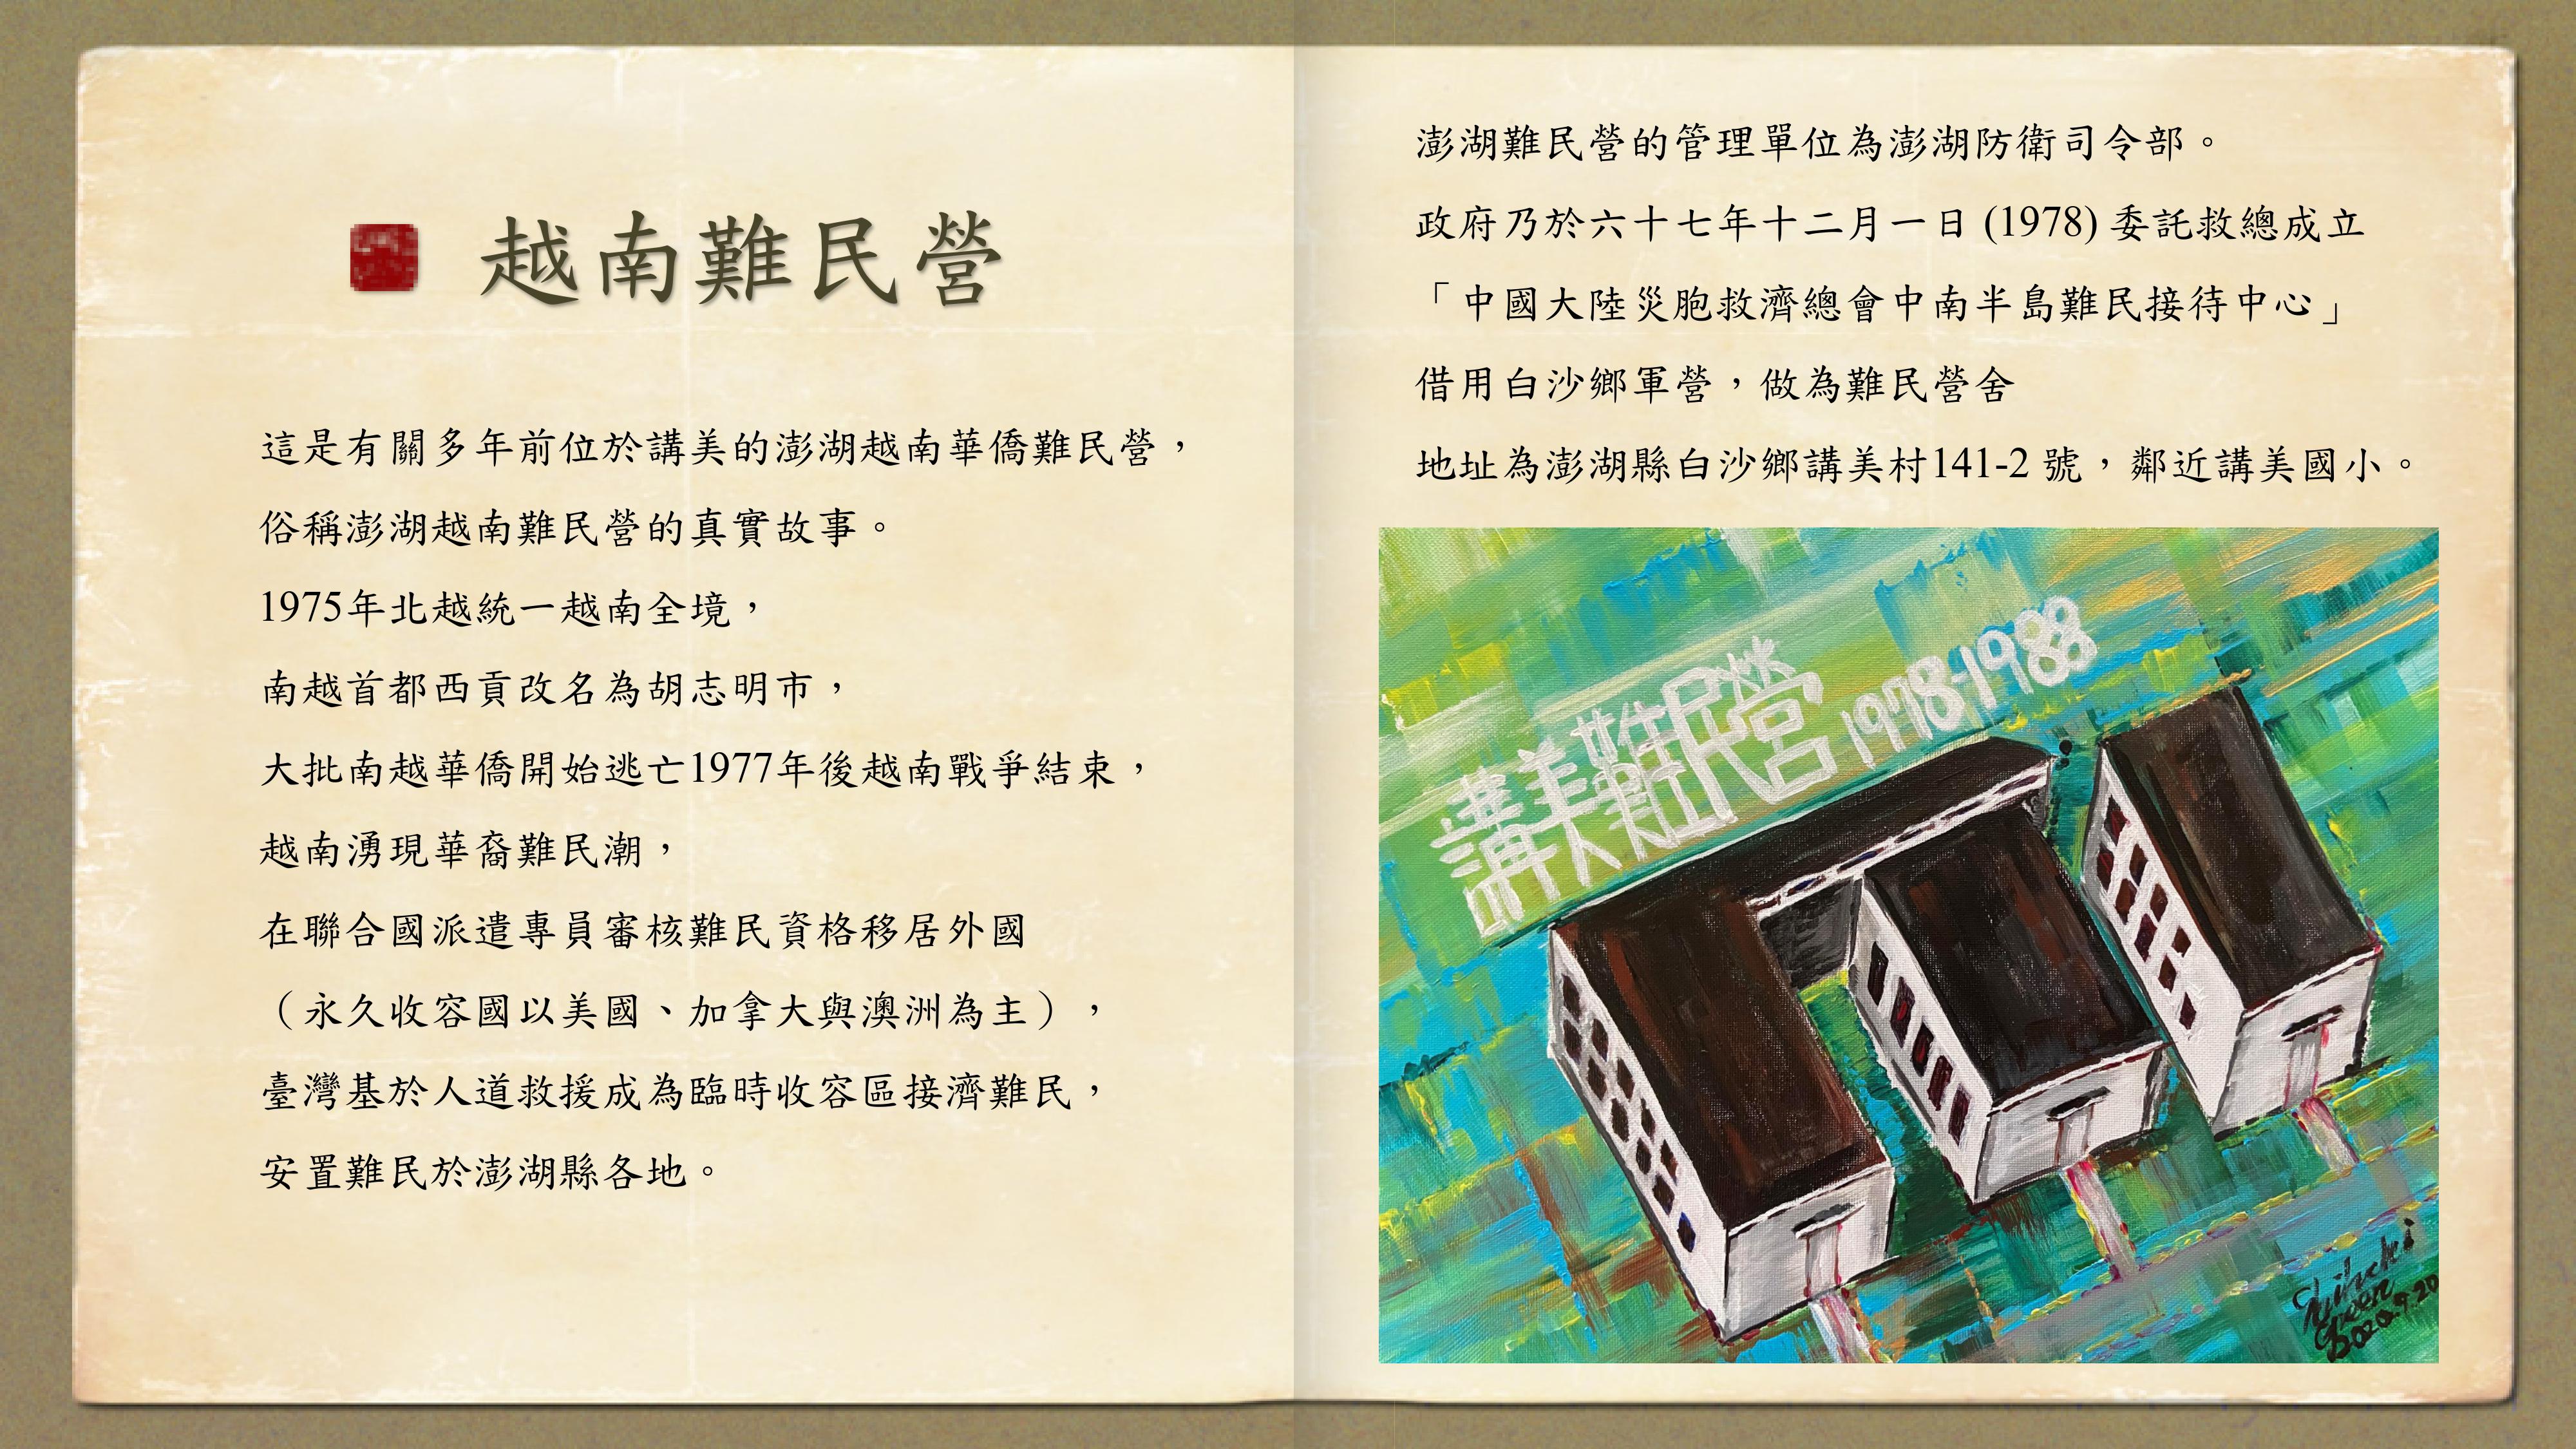 越南難民營
這是有關多年前位於講美的澎湖越南華僑難民營，
俗稱澎湖越南難民營的真實故事。
1975年北越統一越南全境，
南越首都西貢改名為胡志明市，
大批南越華僑開始逃亡1977年後越南戰爭結束，
越南湧現華裔難民潮，
在聯合國派遣專員審核難民資格移居外國
（永久收容國以美國、加拿大與澳洲為主），
臺灣基於人道救援成為臨時收容區接濟難民，
安置難民於澎湖縣各地。
澎湖難民營的管理單位為澎湖防衛司令部。
政府乃於六十七年十二月一日 (1978) 委託救總成立
「中國大陸災胞救濟總會中南半島難民接待中心」
借用白沙鄉軍營，做為難民營舍
地址為澎湖縣白沙鄉講美村141-2 號，鄰近講美國小。
講美難民營 1978-1988
2020.9.20